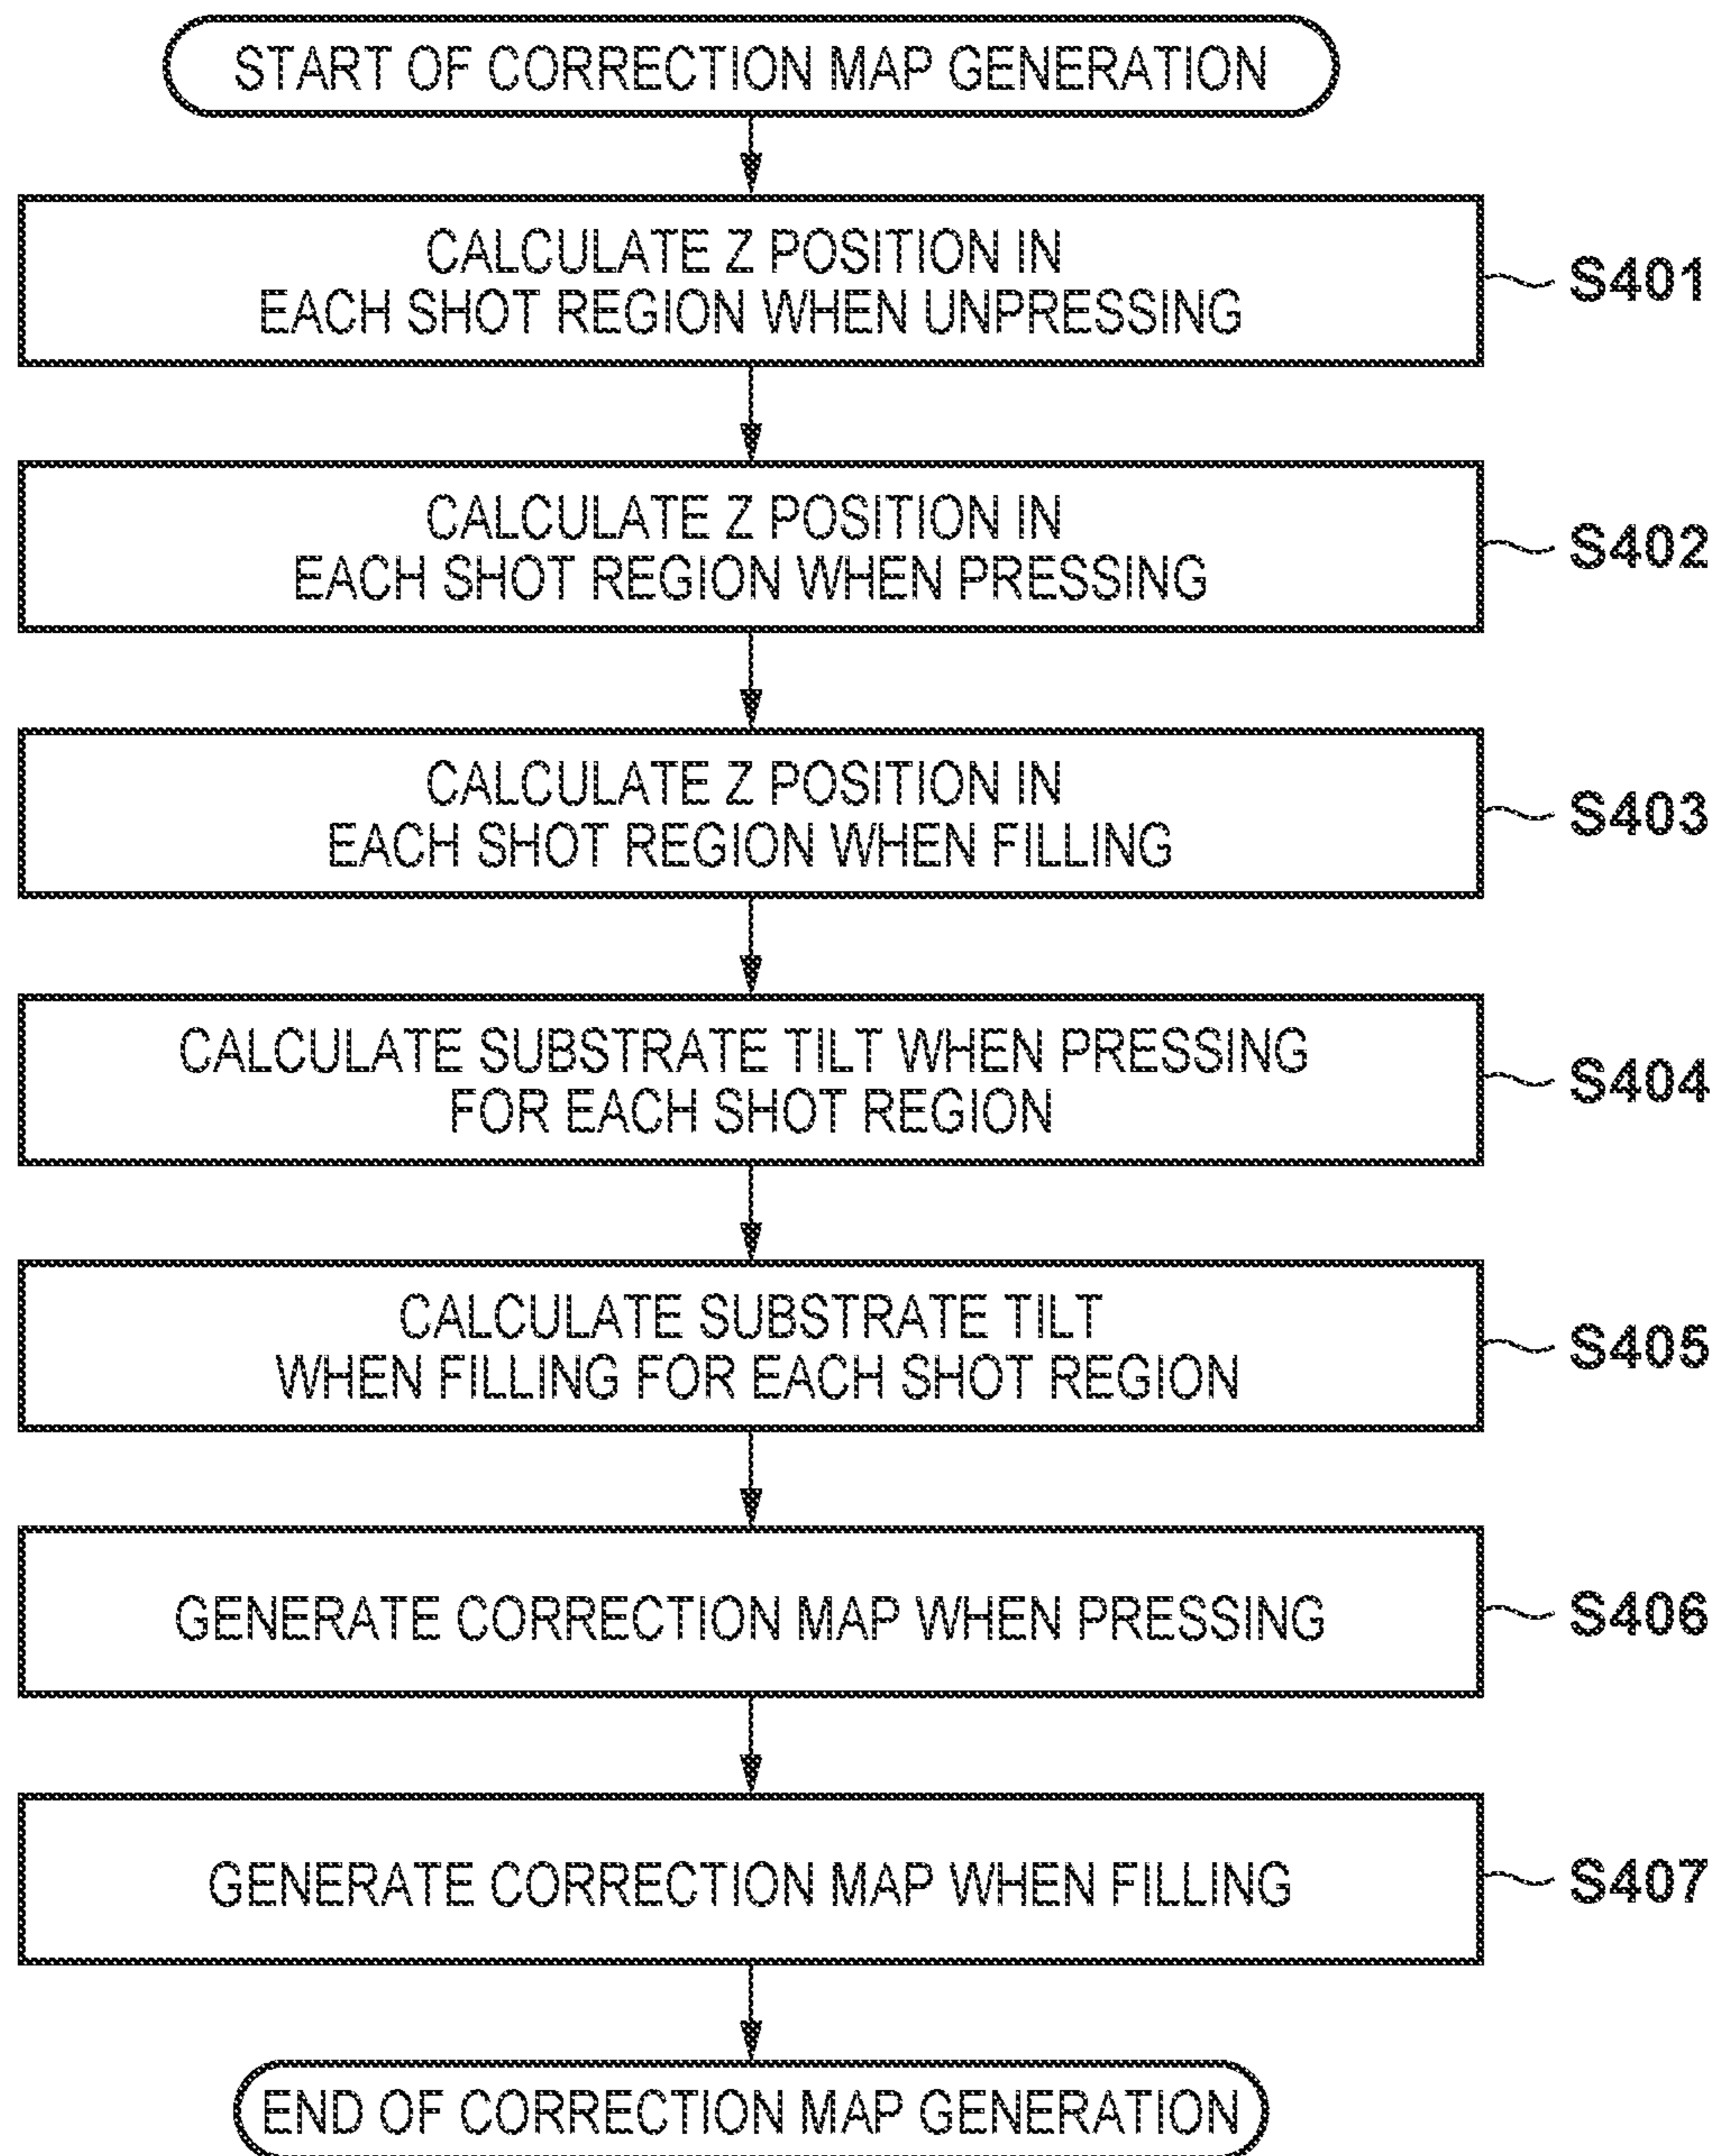 START OF CORRECTION MAP GENERATION
CALCULATE Z POSITION IN
EACH SHOT REGION WHEN UNPRESSING
S401
CALCULATE Z POSITION IN
EACH SHOT REGION WHEN PRESSING
S402
CALCULATE Z POSITION IN
EACH SHOT REGION WHEN FILLING
S403
CALCULATE SUBSTRATE TILT WHEN PRESSING
FOR EACH SHOT REGION
S404
CALCULATE SUBSTRATE TILT
WHEN FILLING FOR EACH SHOT REGION
S405
GENERATE CORRECTION MAP WHEN PRESSING
S406
GENERATE CORRECTION MAP WHEN FILLING
S407
END OF CORRECTION MAP GENERATION